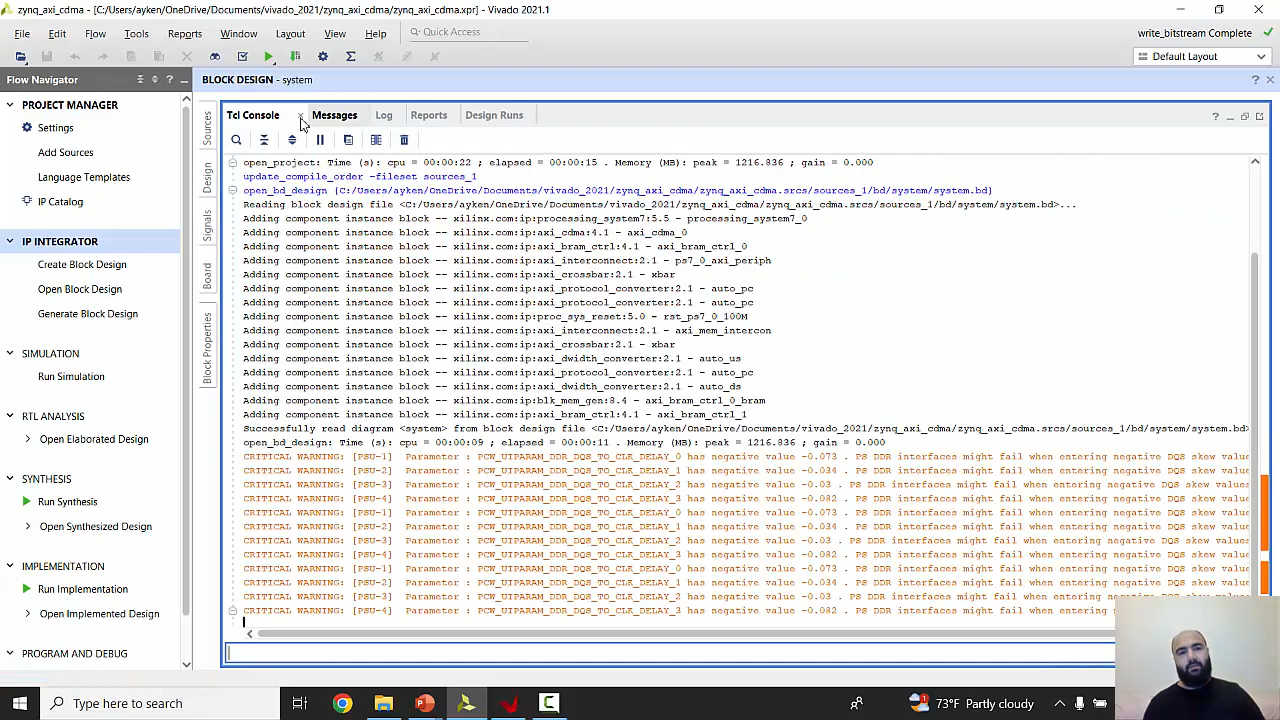 zynq_axi_cdma - [C:/Users/ayken/OneDrive/Documents/vivado_2021/zynq_axi_cdma/zynq_axi_cdma.xpr] - Vivado 2021.1
File Edit Flow Tools Reports Window Layout View Help Quick Access write_bitstream Complete
Default Layout
Flow Navigator
BLOCK DESIGN - system
PROJECT MANAGER
Settings
Add Sources
Language Templates
IP Catalog
IP INTEGRATOR
Create Block Design
Open Block Design
Generate Block Design
SIMULATION
Run Simulation
RTL ANALYSIS
Open Elaborated Design
SYNTHESIS
Run Synthesis
Open Synthesized Design
IMPLEMENTATION
Run Implementation
Open Implemented Design
PROGRAM AND DEBUG
Sources
Design
Signals
Board
Block Properties
Tcl Console Messages Log Reports Design Runs
open_project: Time (s): cpu = 00:00:22 ; elapsed = 00:00:15 . Memory (MB): peak = 1216.836 ; gain = 0.000
update_compile_order -fileset sources_1
open_bd_design {C:/Users/ayken/OneDrive/Documents/vivado_2021/zynq_axi_cdma/zynq_axi_cdma.srcs/sources_1/bd/system/system.bd}
Reading block design file <C:/Users/ayken/OneDrive/Documents/vivado_2021/zynq_axi_cdma/zynq_axi_cdma.srcs/sources_1/bd/system/system.bd>...
Adding component instance block -- xilinx.com:ip:processing_system7:5.5 - processing_system7_0
Adding component instance block -- xilinx.com:ip:axi_cdma:4.1 - axi_cdma_0
Adding component instance block -- xilinx.com:ip:axi_bram_ctrl:4.1 - axi_bram_ctrl_0
Adding component instance block -- xilinx.com:ip:axi_interconnect:2.1 - ps7_0_axi_periph
Adding component instance block -- xilinx.com:ip:axi_crossbar:2.1 - xbar
Adding component instance block -- xilinx.com:ip:axi_protocol_converter:2.1 - auto_pc
Adding component instance block -- xilinx.com:ip:axi_protocol_converter:2.1 - auto_pc
Adding component instance block -- xilinx.com:ip:proc_sys_reset:5.0 - rst_ps7_0_100M
Adding component instance block -- xilinx.com:ip:axi_interconnect:2.1 - axi_mem_intercon
Adding component instance block -- xilinx.com:ip:axi_crossbar:2.1 - xbar
Adding component instance block -- xilinx.com:ip:axi_dwidth_converter:2.1 - auto_us
Adding component instance block -- xilinx.com:ip:axi_protocol_converter:2.1 - auto_pc
Adding component instance block -- xilinx.com:ip:axi_dwidth_converter:2.1 - auto_ds
Adding component instance block -- xilinx.com:ip:blk_mem_gen:8.4 - axi_bram_ctrl_0_bram
Adding component instance block -- xilinx.com:ip:axi_bram_ctrl:4.1 - axi_bram_ctrl_1
Successfully read diagram <system> from block design file <C:/Users/ayken/OneDrive/Documents/vivado_2021/zynq_axi_cdma/zynq_axi_cdma.srcs/sources_1/bd/system/system.bd>
open_bd_design: Time (s): cpu = 00:00:09 ; elapsed = 00:00:11 . Memory (MB): peak = 1216.836 ; gain = 0.000
CRITICAL WARNING: [PSU-1] Parameter : PCW_UIPARAM_DDR_DQS_TO_CLK_DELAY_0 has negative value -0.073 . PS DDR interfaces might fail when entering negative DQS skew value
CRITICAL WARNING: [PSU-2] Parameter : PCW_UIPARAM_DDR_DQS_TO_CLK_DELAY_1 has negative value -0.034 . PS DDR interfaces might fail when entering negative DQS skew value
CRITICAL WARNING: [PSU-3] Parameter : PCW_UIPARAM_DDR_DQS_TO_CLK_DELAY_2 has negative value -0.03 . PS DDR interfaces might fail when entering negative DQS skew values
CRITICAL WARNING: [PSU-4] Parameter : PCW_UIPARAM_DDR_DQS_TO_CLK_DELAY_3 has negative value -0.082 . PS DDR interfaces might fail when entering negative DQS skew value
CRITICAL WARNING: [PSU-1] Parameter : PCW_UIPARAM_DDR_DQS_TO_CLK_DELAY_0 has negative value -0.073 . PS DDR interfaces might fail when entering negative DQS skew value
CRITICAL WARNING: [PSU-2] Parameter : PCW_UIPARAM_DDR_DQS_TO_CLK_DELAY_1 has negative value -0.034 . PS DDR interfaces might fail when entering negative DQS skew value
CRITICAL WARNING: [PSU-3] Parameter : PCW_UIPARAM_DDR_DQS_TO_CLK_DELAY_2 has negative value -0.03 . PS DDR interfaces might fail when entering negative DQS skew values
CRITICAL WARNING: [PSU-4] Parameter : PCW_UIPARAM_DDR_DQS_TO_CLK_DELAY_3 has negative value -0.082 . PS DDR interfaces might fail when entering negative DQS skew value
CRITICAL WARNING: [PSU-1] Parameter : PCW_UIPARAM_DDR_DQS_TO_CLK_DELAY_0 has negative value -0.073 . PS DDR interfaces might fail when entering negative DQS skew value
CRITICAL WARNING: [PSU-2] Parameter : PCW_UIPARAM_DDR_DQS_TO_CLK_DELAY_1 has negative value -0.034 . PS DDR interfaces might fail when entering negative DQS skew value
CRITICAL WARNING: [PSU-3] Parameter : PCW_UIPARAM_DDR_DQS_TO_CLK_DELAY_2 has negative value -0.03 . PS DDR interfaces might fail when entering negative DQS skew values
CRITICAL WARNING: [PSU-4] Parameter : PCW_UIPARAM_DDR_DQS_TO_CLK_DELAY_3 has negative value -0.082 . PS DDR interfaces might fail when entering
Type here to search
73°F Partly cloudy